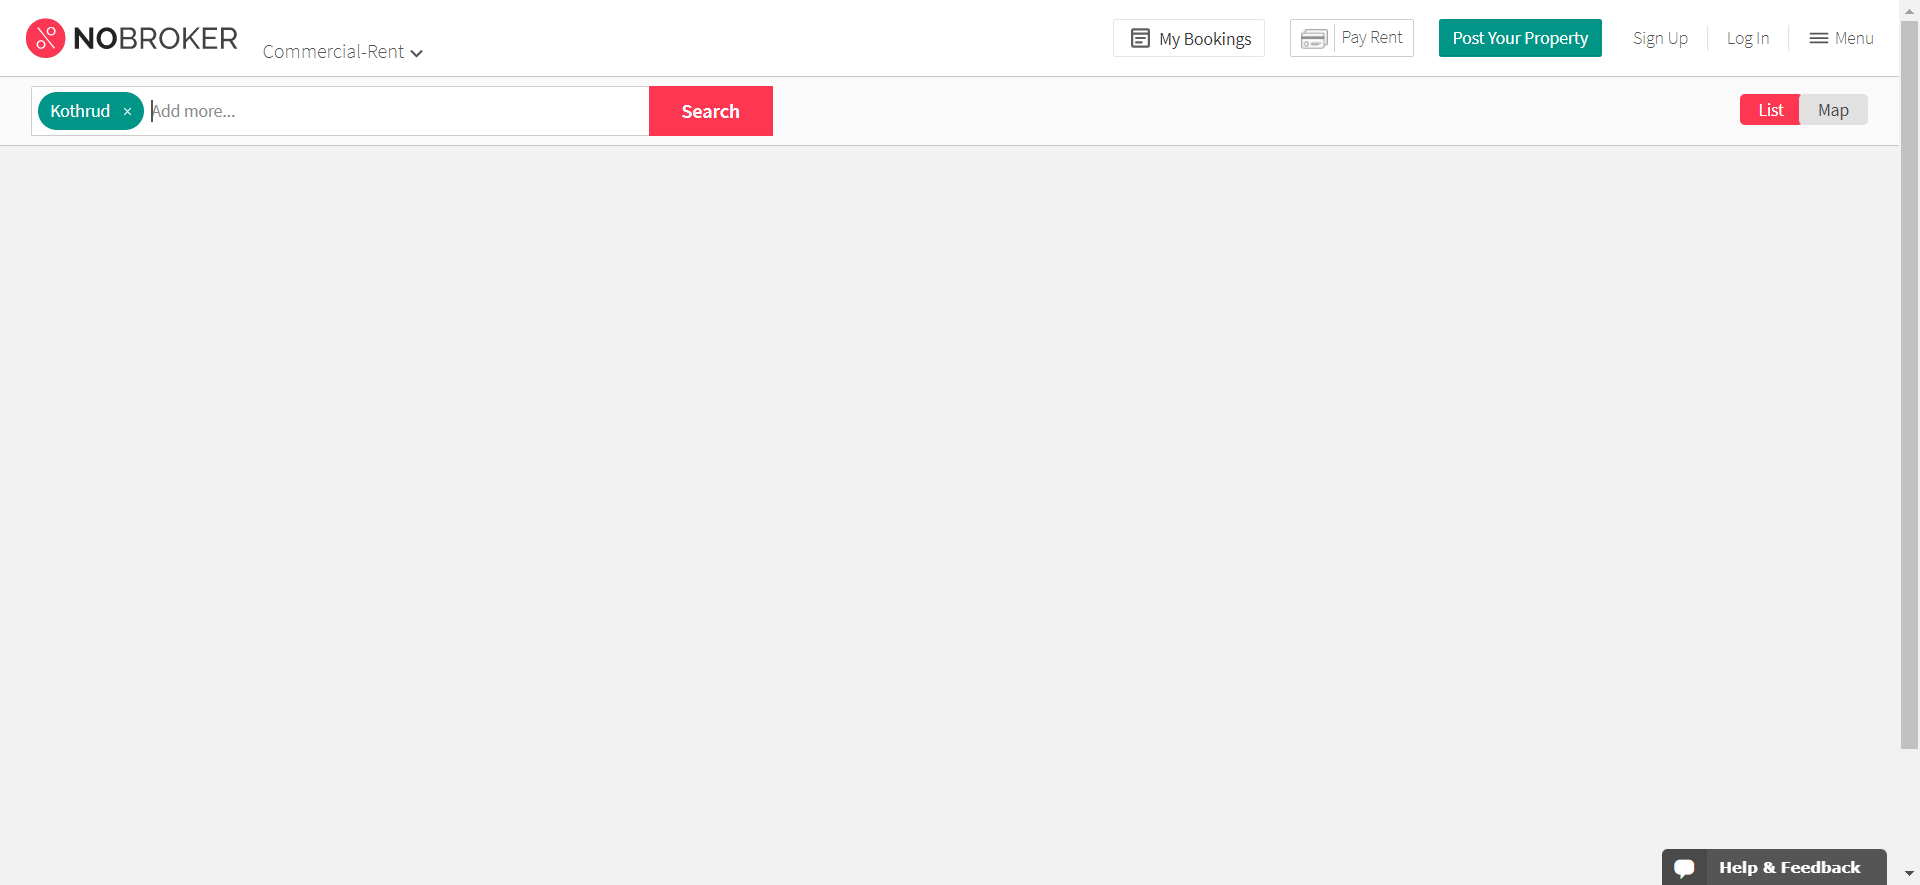 NOBROKER
Commercial-Rent
My Bookings
Pay Rent
Post Your Property
Sign Up
Log In
Menu
Kothrud ×
Add more...
Search
List
Map
Help & Feedback